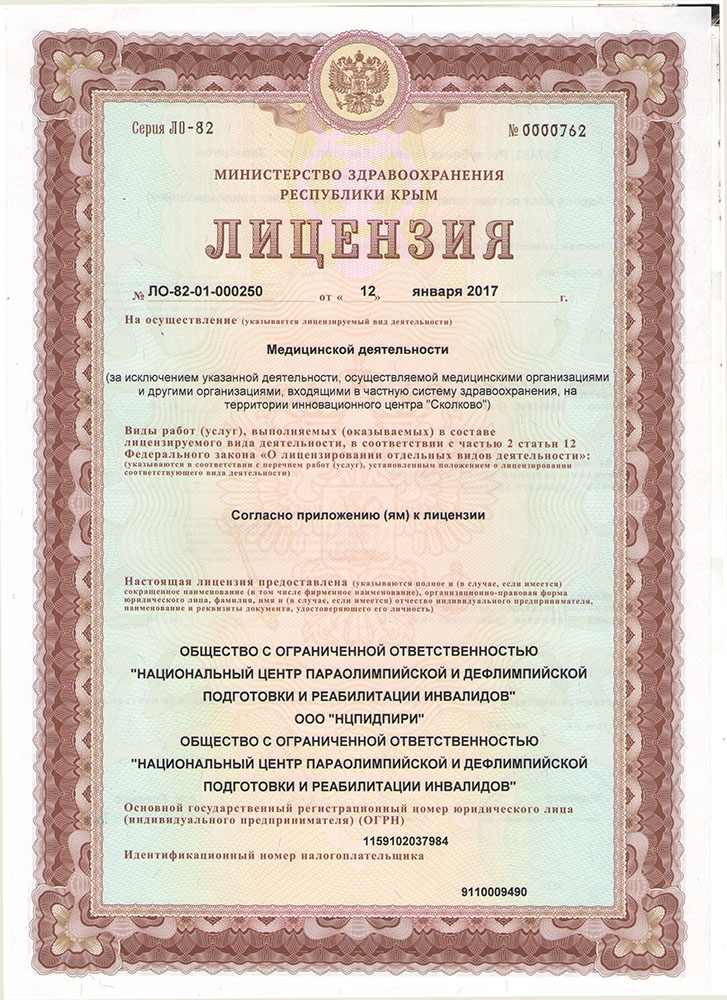 Серия ЛО-82
№ 0000762
МИНИСТЕРСТВО ЗДРАВООХРАНЕНИЯ
РЕСПУБЛИКИ КРЫМ
ЛИЦЕНЗИЯ
№ ЛО-82-01-000250 от « 12 » января 2017 г.
На осуществление (указывается лицензируемый вид деятельности)
Медицинской деятельности
(за исключением указанной деятельности, осуществляемой медицинскими организациями
и другими организациями, входящими в частную систему здравоохранения, на
территории инновационного центра "Сколково")
Виды работ (услуг), выполняемых (оказываемых) в составе
лицензируемого вида деятельности, в соответствии с частью 2 статьи 12
Федерального закона «О лицензировании отдельных видов деятельности»:
(указываются в соответствии с перечнем работ (услуг), установленным положением о лицензировании
соответствующего вида деятельности)
Согласно приложению (ям) к лицензии
Настоящая лицензия предоставлена (указываются полное и (в случае, если имеется)
сокращенное наименование (в том числе фирменное наименование), организационно-правовая форма
юридического лица, фамилия, имя и (в случае, если имеется) отчество индивидуального предпринимателя,
наименование и реквизиты документа, удостоверяющего его личность)
ОБЩЕСТВО С ОГРАНИЧЕННОЙ ОТВЕТСТВЕННОСТЬЮ
"НАЦИОНАЛЬНЫЙ ЦЕНТР ПАРАОЛИМПИЙСКОЙ И ДЕФЛИМПИЙСКОЙ
ПОДГОТОВКИ И РЕАБИЛИТАЦИИ ИНВАЛИДОВ"
ООО "НЦПИДПИРИ"
ОБЩЕСТВО С ОГРАНИЧЕННОЙ ОТВЕТСТВЕННОСТЬЮ
"НАЦИОНАЛЬНЫЙ ЦЕНТР ПАРАОЛИМПИЙСКОЙ И ДЕФЛИМПИЙСКОЙ
ПОДГОТОВКИ И РЕАБИЛИТАЦИИ ИНВАЛИДОВ"
Основной государственный регистрационный номер юридического лица
(индивидуального предпринимателя) (ОГРН)
1159102037984
Идентификационный номер налогоплательщика
9110009490